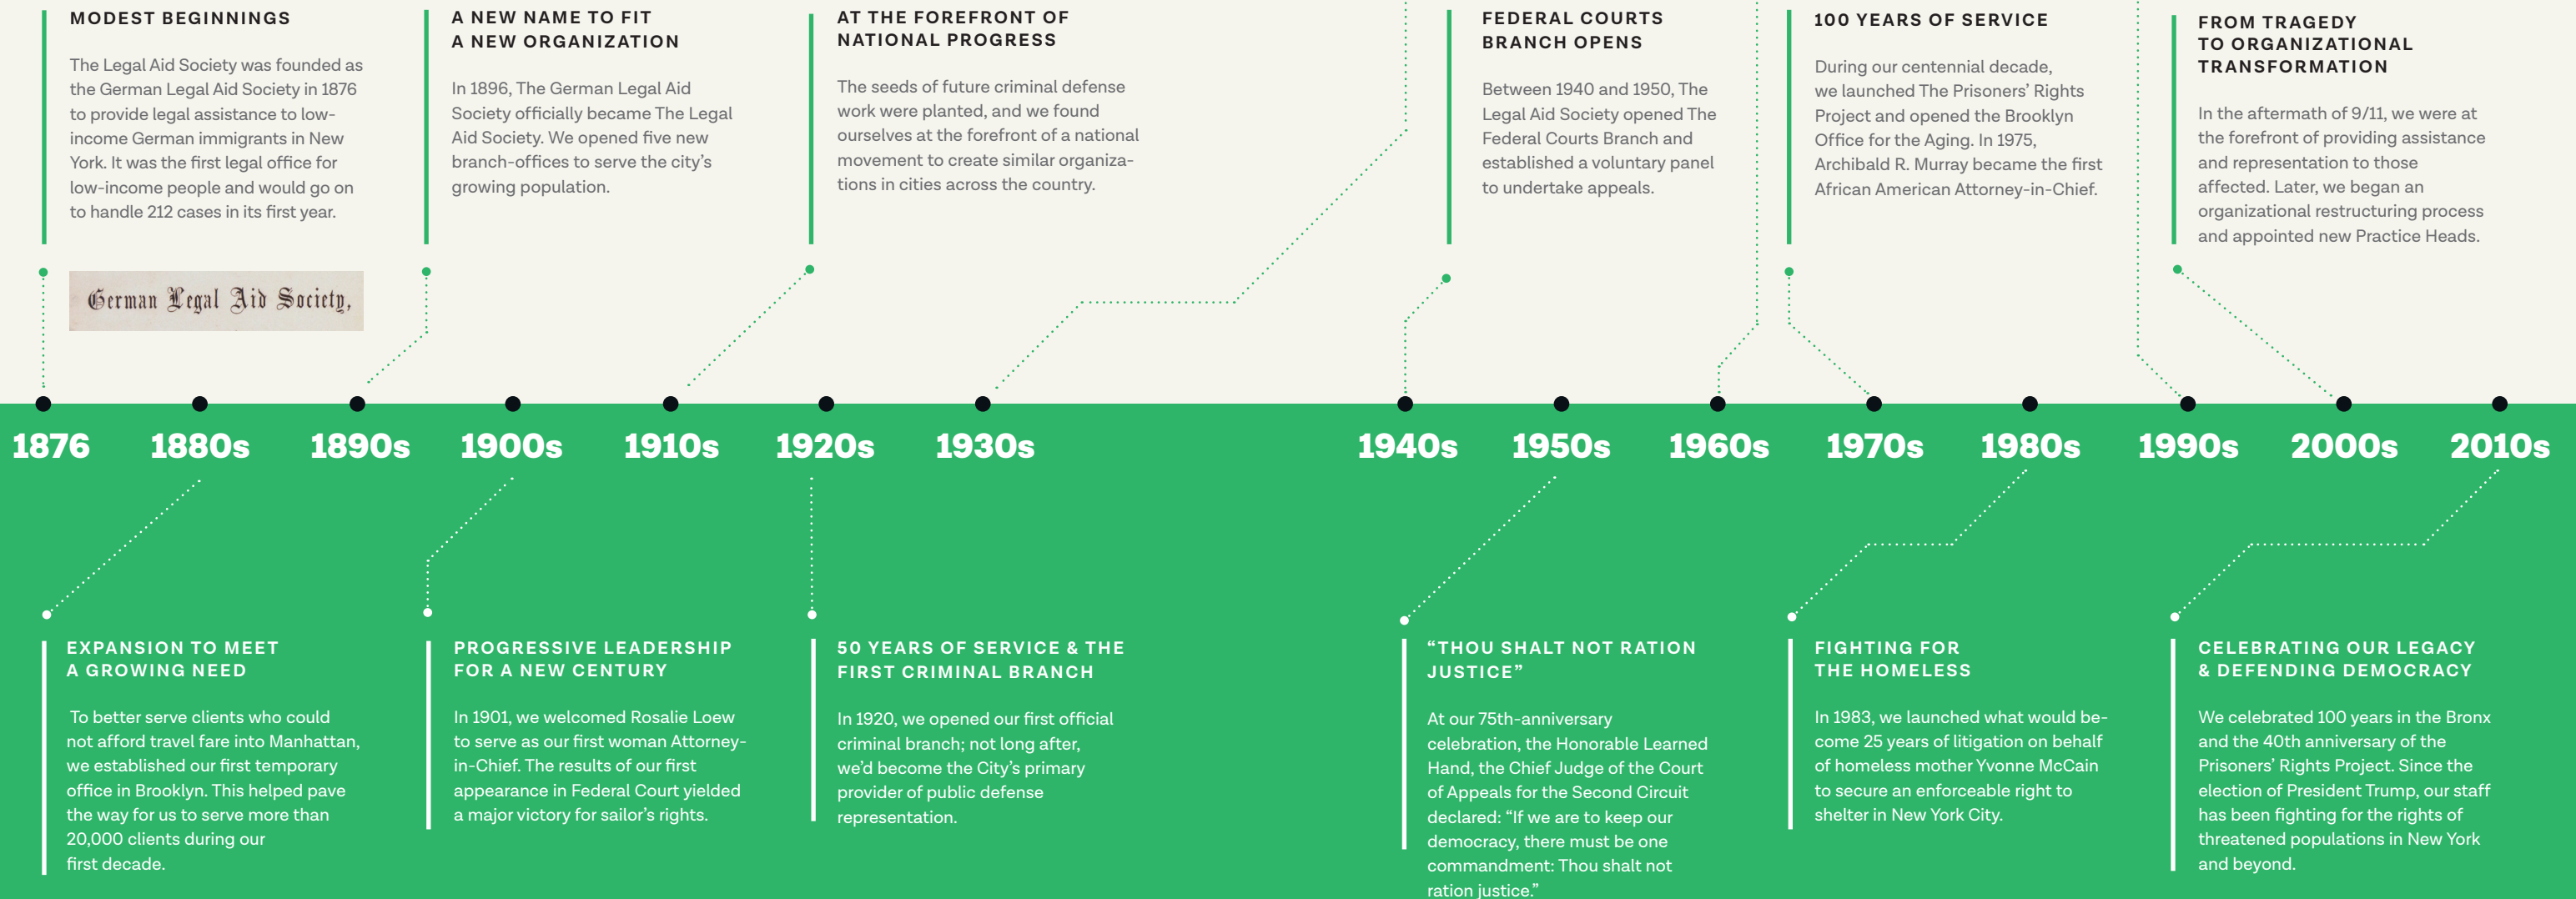 MODEST BEGINNINGS
The Legal Aid Society was founded as
the German Legal Aid Society in 1876
to provide legal assistance to low-
income German immigrants in New
York. It was the first legal office for
low-income people and would go on
to handle 212 cases in its first year.
German Legal Aid Society,
A NEW NAME TO FIT
A NEW ORGANIZATION
In 1896, The German Legal Aid
Society officially became The Legal
Aid Society. We opened five new
branch-offices to serve the city’s
growing population.
AT THE FOREFRONT OF
NATIONAL PROGRESS
The seeds of future criminal defense
work were planted, and we found
ourselves at the forefront of a national
movement to create similar organiza-
tions in cities across the country.
FEDERAL COURTS
BRANCH OPENS
Between 1940 and 1950, The
Legal Aid Society opened The
Federal Courts Branch and
established a voluntary panel
to undertake appeals.
100 YEARS OF SERVICE
During our centennial decade,
we launched The Prisoners’ Rights
Project and opened the Brooklyn
Office for the Aging. In 1975,
Archibald R. Murray became the first
African American Attorney-in-Chief.
FROM TRAGEDY
TO ORGANIZATIONAL
TRANSFORMATION
In the aftermath of 9/11, we were at
the forefront of providing assistance
and representation to those
affected. Later, we began an
organizational restructuring process
and appointed new Practice Heads.
1876 1880s 1890s 1900s 1910s 1920s 1930s 1940s 1950s 1960s 1970s 1980s 1990s 2000s 2010s
EXPANSION TO MEET
A GROWING NEED
To better serve clients who could
not afford travel fare into Manhattan,
we established our first temporary
office in Brooklyn. This helped pave
the way for us to serve more than
20,000 clients during our
first decade.
PROGRESSIVE LEADERSHIP
FOR A NEW CENTURY
In 1901, we welcomed Rosalie Loew
to serve as our first woman Attorney-
in-Chief. The results of our first
appearance in Federal Court yielded
a major victory for sailor’s rights.
50 YEARS OF SERVICE & THE
FIRST CRIMINAL BRANCH
In 1920, we opened our first official
criminal branch; not long after,
we’d become the City’s primary
provider of public defense
representation.
“THOU SHALT NOT RATION
JUSTICE”
At our 75th-anniversary
celebration, the Honorable Learned
Hand, the Chief Judge of the Court
of Appeals for the Second Circuit
declared: “If we are to keep our
democracy, there must be one
commandment: Thou shalt not
ration justice.”
FIGHTING FOR
THE HOMELESS
In 1983, we launched what would be-
come 25 years of litigation on behalf
of homeless mother Yvonne McCain
to secure an enforceable right to
shelter in New York City.
CELEBRATING OUR LEGACY
& DEFENDING DEMOCRACY
We celebrated 100 years in the Bronx
and the 40th anniversary of the
Prisoners’ Rights Project. Since the
election of President Trump, our staff
has been fighting for the rights of
threatened populations in New York
and beyond.